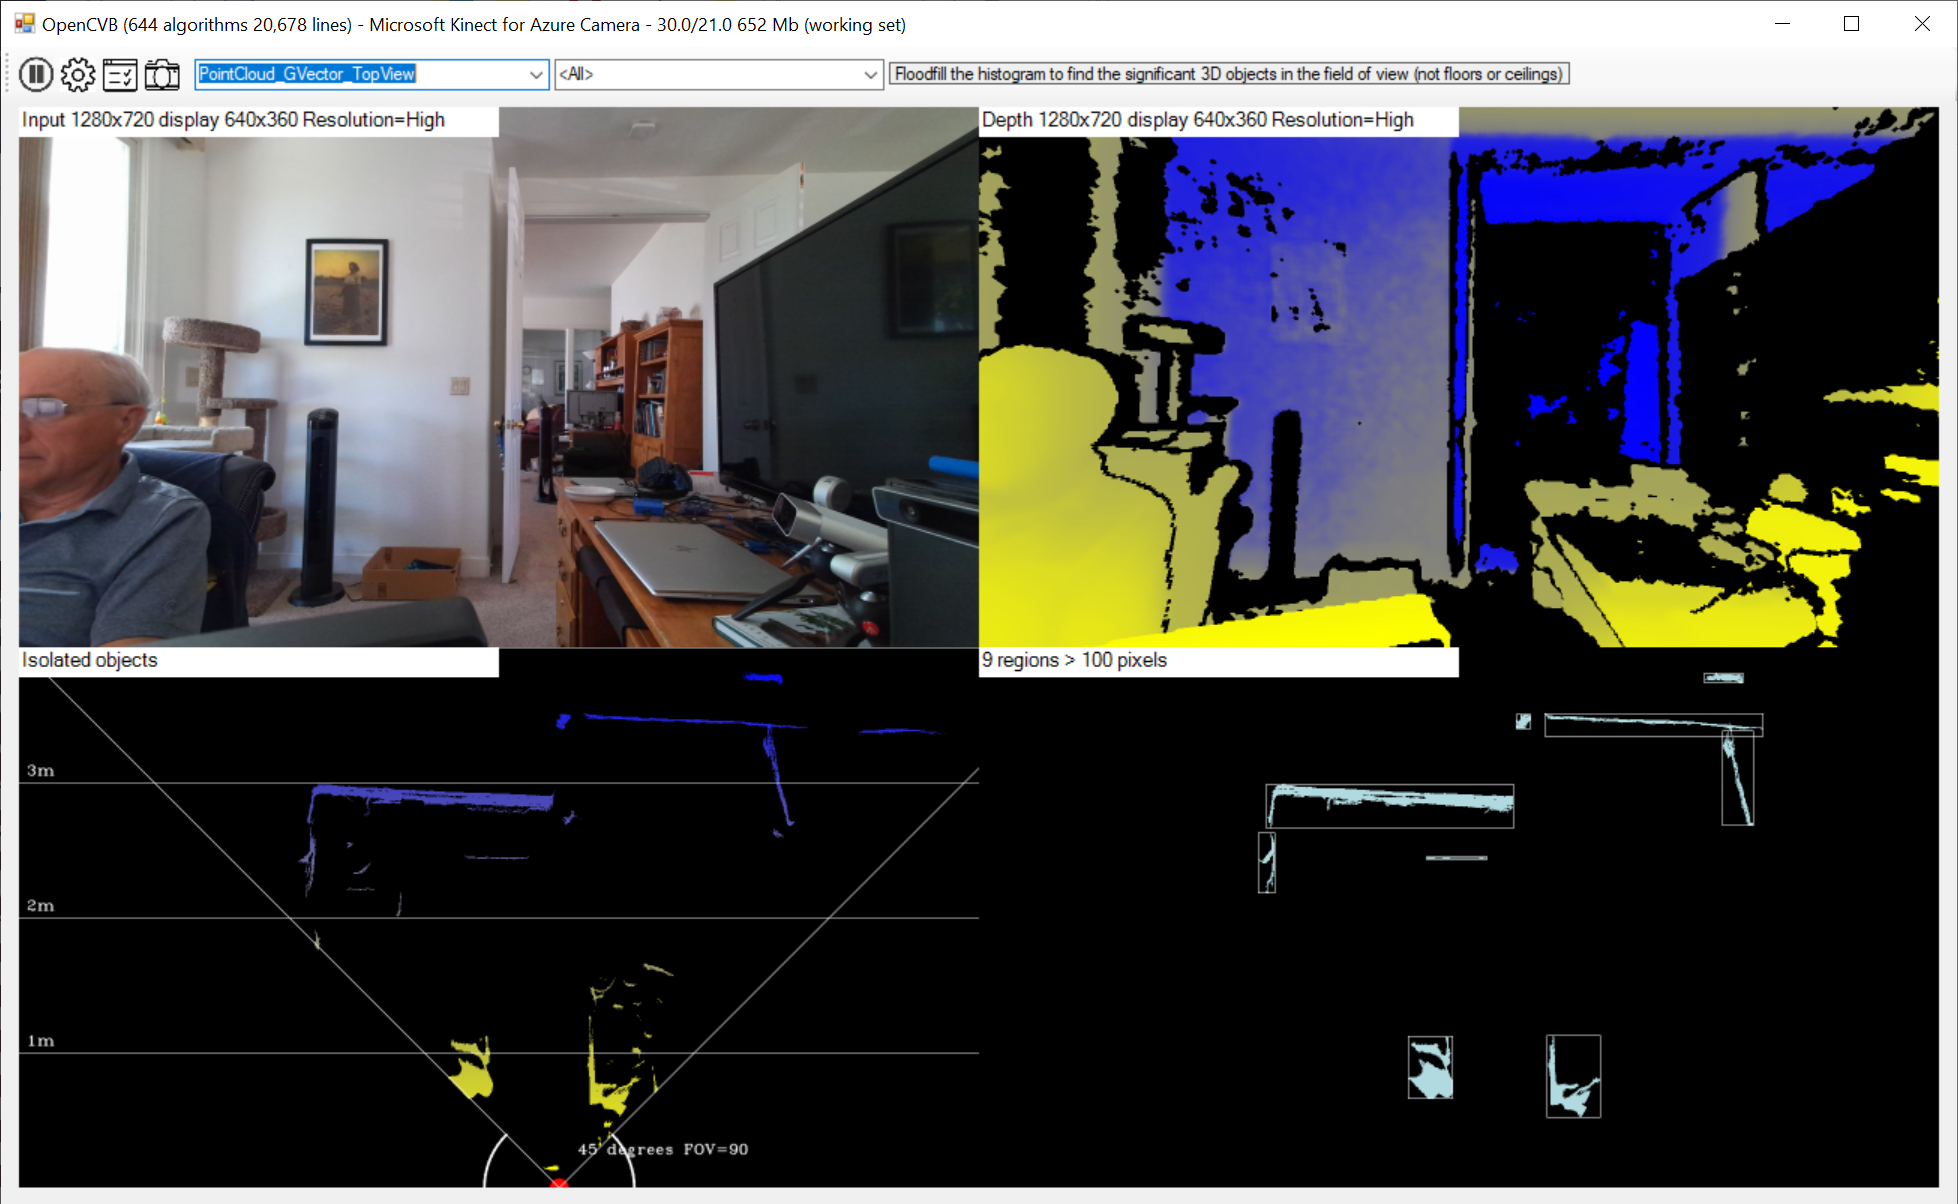 OpenCVB (644 algorithms 20,678 lines) - Microsoft Kinect for Azure Camera - 30.0/21.0 652 Mb (working set)
PointCloud_GVector_TopView
<All>
Floodfill the histogram to find the significant 3D objects in the field of view (not floors or ceilings)
Input 1280x720 display 640x360 Resolution=High
Depth 1280x720 display 640x360 Resolution=High
Isolated objects
9 regions > 100 pixels
3m
2m
1m
45 degrees FOV=90